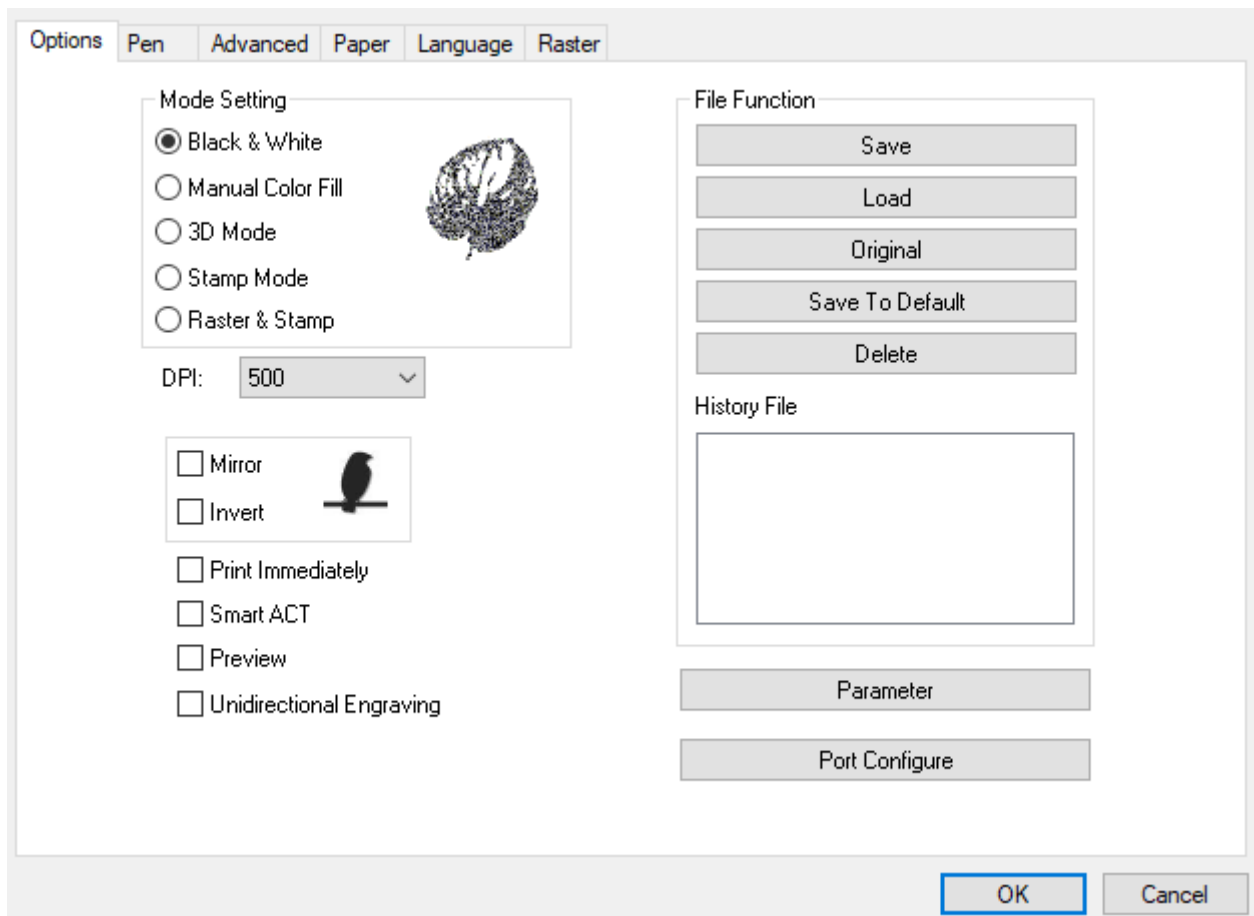 Options Pen Advanced Paper Language Raster
Mode Setting
Black & White
Manual Color Fill
3D Mode
Stamp Mode
Raster & Stamp
DPI: 500
Mirror
Invert
Print Immediately
Smart ACT
Preview
Unidirectional Engraving
File Function
Save
Load
Original
Save To Default
Delete
History File
Parameter
Port Configure
OK Cancel